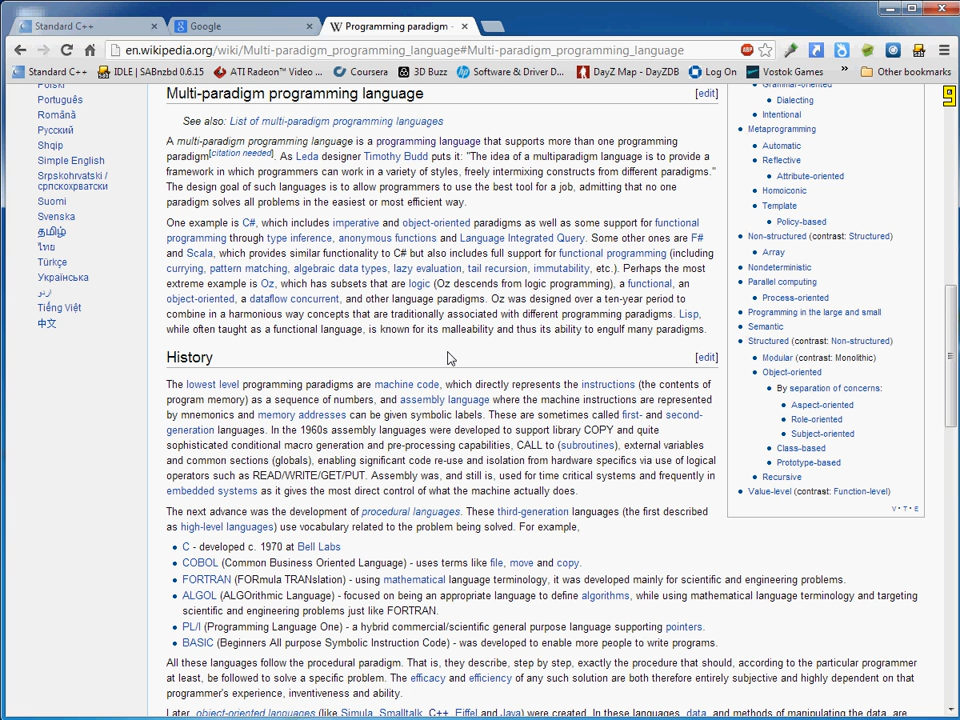 Standard C++
Google
Programming paradigm -
en.wikipedia.org/wiki/Multi-paradigm_programming_language#Multi-paradigm_programming_language
ABP
Standard C++
IDLE | SABnzbd 0.6.15
ATI Radeon™ Video ...
Coursera
3D Buzz
Software & Driver D...
DayZ Map - DayZDB
Log On
Vostok Games
»
Other bookmarks
Polski
Português
Română
Русский
Shqip
Simple English
Srpskohrvatski /
српскохрватски
Suomi
Svenska
தமிழ்
ไทย
Türkçe
Українська
اردو
Tiếng Việt
中文
Multi-paradigm programming language
[edit]
See also: List of multi-paradigm programming languages
A multi-paradigm programming language is a programming language that supports more than one programming
paradigm[citation needed]. As Leda designer Timothy Budd puts it: "The idea of a multiparadigm language is to provide a
framework in which programmers can work in a variety of styles, freely intermixing constructs from different paradigms."
The design goal of such languages is to allow programmers to use the best tool for a job, admitting that no one
paradigm solves all problems in the easiest or most efficient way.
One example is C#, which includes imperative and object-oriented paradigms as well as some support for functional
programming through type inference, anonymous functions and Language Integrated Query. Some other ones are F#
and Scala, which provides similar functionality to C# but also includes full support for functional programming (including
currying, pattern matching, algebraic data types, lazy evaluation, tail recursion, immutability, etc.). Perhaps the most
extreme example is Oz, which has subsets that are logic (Oz descends from logic programming), a functional, an
object-oriented, a dataflow concurrent, and other language paradigms. Oz was designed over a ten-year period to
combine in a harmonious way concepts that are traditionally associated with different programming paradigms. Lisp,
while often taught as a functional language, is known for its malleability and thus its ability to engulf many paradigms.
History
[edit]
The lowest level programming paradigms are machine code, which directly represents the instructions (the contents of
program memory) as a sequence of numbers, and assembly language where the machine instructions are represented
by mnemonics and memory addresses can be given symbolic labels. These are sometimes called first- and second-
generation languages. In the 1960s assembly languages were developed to support library COPY and quite
sophisticated conditional macro generation and pre-processing capabilities, CALL to (subroutines), external variables
and common sections (globals), enabling significant code re-use and isolation from hardware specifics via use of logical
operators such as READ/WRITE/GET/PUT. Assembly was, and still is, used for time critical systems and frequently in
embedded systems as it gives the most direct control of what the machine actually does.
The next advance was the development of procedural languages. These third-generation languages (the first described
as high-level languages) use vocabulary related to the problem being solved. For example,
• C - developed c. 1970 at Bell Labs
• COBOL (Common Business Oriented Language) - uses terms like file, move and copy.
• FORTRAN (FORmula TRANslation) - using mathematical language terminology, it was developed mainly for scientific and engineering problems.
• ALGOL (ALGOrithmic Language) - focused on being an appropriate language to define algorithms, while using mathematical language terminology and targeting
scientific and engineering problems just like FORTRAN.
• PL/I (Programming Language One) - a hybrid commercial/scientific general purpose language supporting pointers.
• BASIC (Beginners All purpose Symbolic Instruction Code) - was developed to enable more people to write programs.
All these languages follow the procedural paradigm. That is, they describe, step by step, exactly the procedure that should, according to the particular programmer
at least, be followed to solve a specific problem. The efficacy and efficiency of any such solution are both therefore entirely subjective and highly dependent on that
programmer's experience, inventiveness and ability.
Later, object-oriented languages (like Simula, Smalltalk, C++, Eiffel and Java) were created. In these languages, data, and methods of manipulating the data, are
Grammar-oriented
• Dialecting
• Intentional
• Metaprogramming
• Automatic
• Reflective
• Attribute-oriented
• Homoiconic
• Template
• Policy-based
• Non-structured (contrast: Structured)
• Array
• Nondeterministic
• Parallel computing
• Process-oriented
• Programming in the large and small
• Semantic
• Structured (contrast: Non-structured)
• Modular (contrast: Monolithic)
• Object-oriented
• By separation of concerns:
• Aspect-oriented
• Role-oriented
• Subject-oriented
• Class-based
• Prototype-based
• Recursive
• Value-level (contrast: Function-level)
V • T • E
9